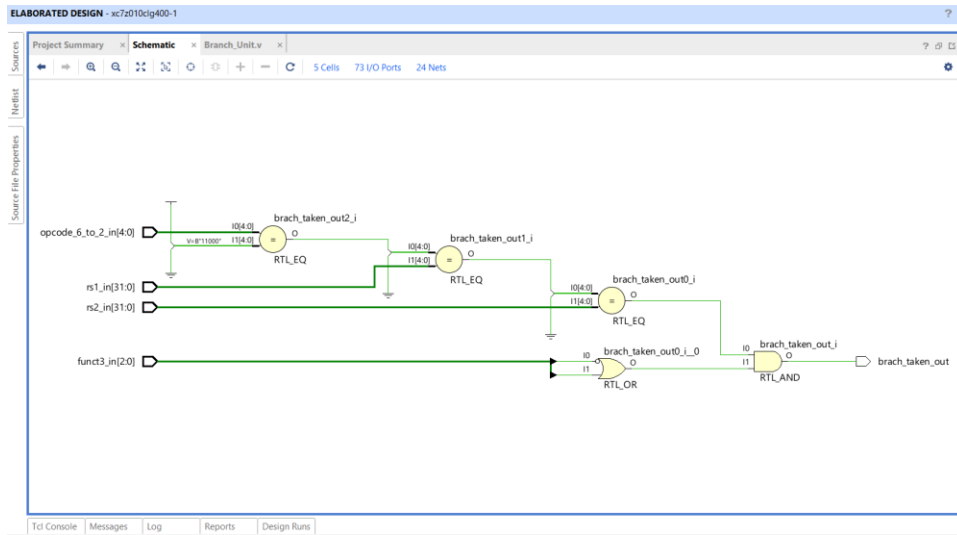 ELABORATED DESIGN - xc7z010clg400-1 ?
Project Summary × Schematic × Branch_Unit.v × ?
5 Cells 73 I/O Ports 24 Nets
Sources
Netlist
Source File Properties
brach_taken_out2_i
opcode_6_to_2_in[4:0] I0[4:0] = O
V=B"11000" I1[4:0]
RTL_EQ
brach_taken_out1_i
I0[4:0] = O
I1[4:0]
RTL_EQ
rs1_in[31:0]
rs2_in[31:0]
brach_taken_out0_i
I0[4:0] = O
I1[4:0]
RTL_EQ
funct3_in[2:0]
brach_taken_out0_i__0
I0 O
I1
RTL_OR
brach_taken_out_i
I0 O
I1
RTL_AND
brach_taken_out
Tcl Console Messages Log Reports Design Runs